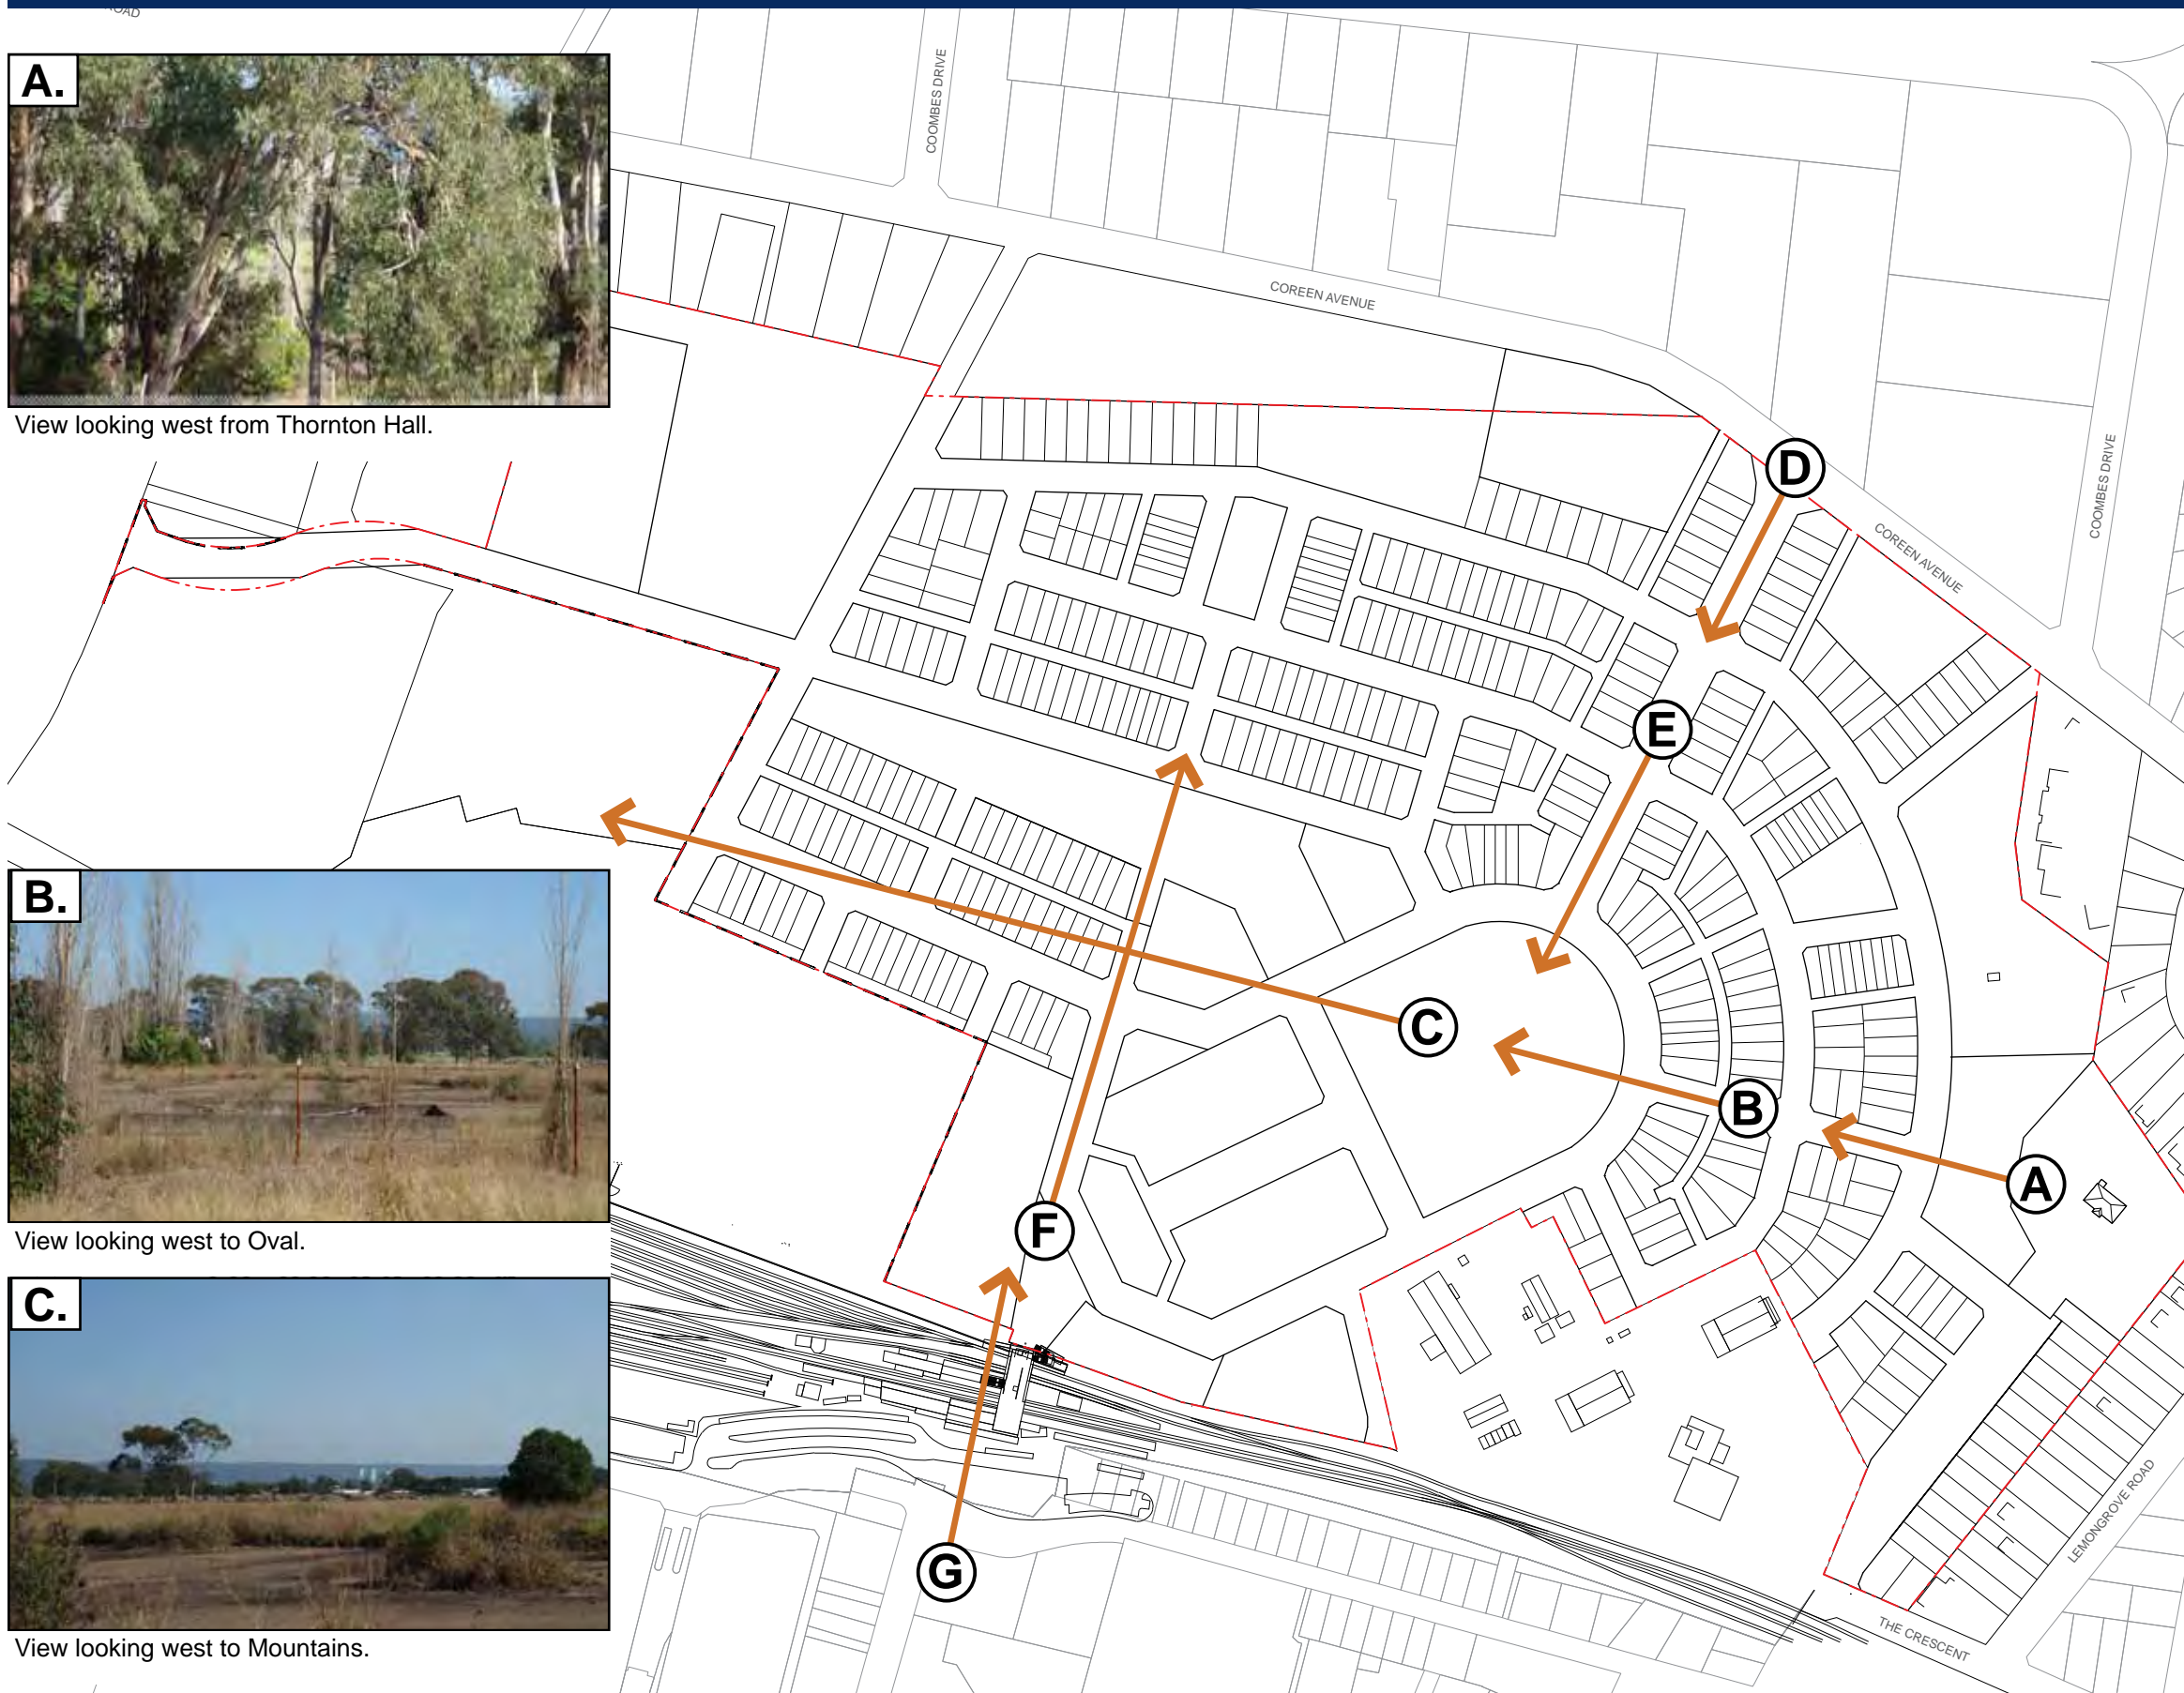 ROAD
A.
View looking west from Thornton Hall.
B.
View looking west to Oval.
C.
View looking west to Mountains.
COOMBES DRIVE
COREEN AVENUE
D
COREEN AVENUE
COOMBES DRIVE
E
C
B
A
F
G
LEMONGROVE ROAD
THE CRESCENT